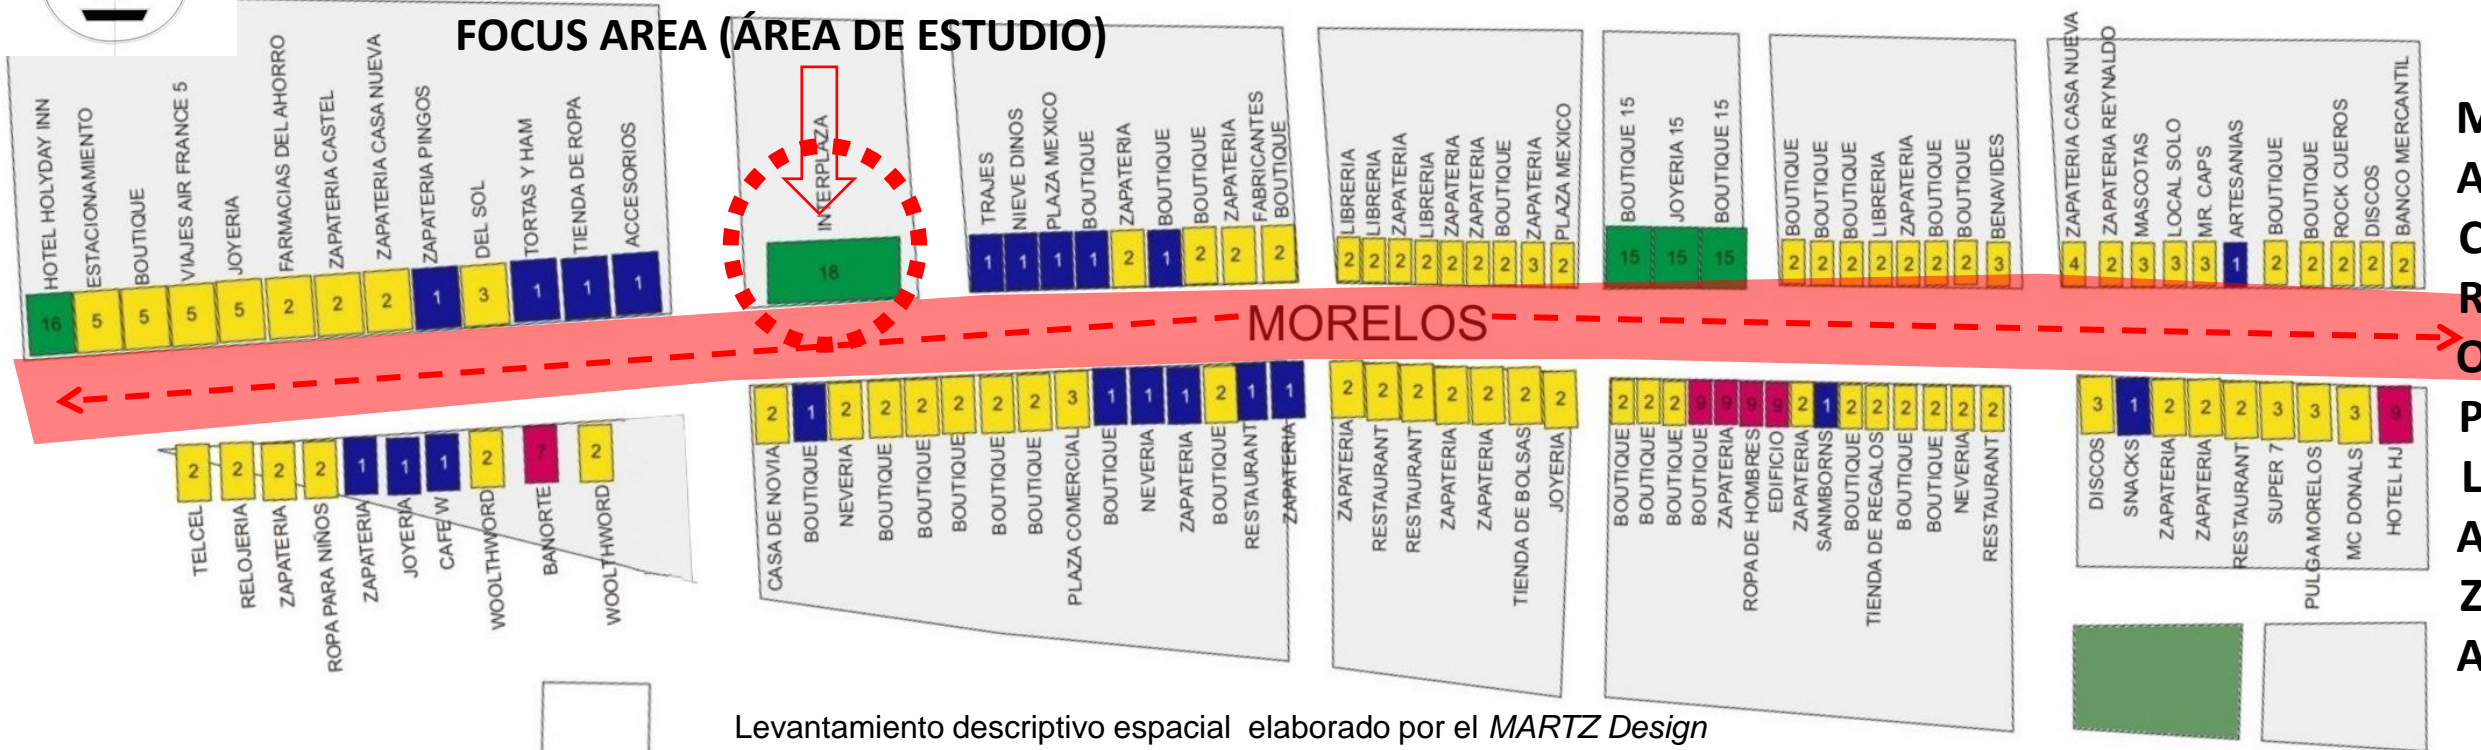 FOCUS AREA (ÁREA DE ESTUDIO)
HOTEL HOLYDAY INN
ESTACIONAMIENTO
BOUTIQUE
VIAJES AIR FRANCE 5
JOYERIA
FARMACIAS DEL AHORRO
ZAPATERIA CASTEL
ZAPATERIA CASA NUEVA
ZAPATERIA PINGOS
DEL SOL
TORTAS Y HAM
TIENDA DE ROPA
ACCESORIOS
16 5 5 5 5 2 2 2 1 3 1 1 1
INTERPLAZA
18
TRAJES
NIEVE DINOS
PLAZA MEXICO
BOUTIQUE
ZAPATERIA
BOUTIQUE
BOUTIQUE
ZAPATERIA
FABRICANTES
BOUTIQUE
1 1 1 1 2 1 2 2 2
LIBRERIA
LIBRERIA
ZAPATERIA
LIBRERIA
ZAPATERIA
ZAPATERIA
BOUTIQUE
ZAPATERIA
PLAZA MEXICO
2 2 2 2 2 2 2 3 2
BOUTIQUE 15
JOYERIA 15
BOUTIQUE 15
15 15 15
BOUTIQUE
BOUTIQUE
BOUTIQUE
LIBRERIA
ZAPATERIA
BOUTIQUE
BOUTIQUE
BENAVIDES
2 2 2 2 2 2 2 3
ZAPATERIA CASA NUEVA
ZAPATERIA REYNALDO
MASCOTAS
LOCAL SOLO
MR. CAPS
ARTESANIAS
BOUTIQUE
BOUTIQUE
ROCK CUEROS
DISCOS
BANCO MERCANTIL
4 2 3 3 3 1 2 2 2 2 2
MORELOS
MACROPLAZA
2 2 2 2 1 1 1 2 7 2
TELCEL
RELOJERIA
ZAPATERIA
ROPA PARA NIÑOS
ZAPATERIA
JOYERIA
CAFE W
WOOLTHWORD
BANORTE
WOOLTHWORD
2 1 2 2 2 2 2 2 3 1 1 1 2 1 1
CASA DE NOVIA
BOUTIQUE
NEVERIA
BOUTIQUE
BOUTIQUE
BOUTIQUE
BOUTIQUE
BOUTIQUE
PLAZA COMERCIAL
BOUTIQUE
NEVERIA
ZAPATERIA
BOUTIQUE
RESTAURANT
ZAPATERIA
2 2 2 2 2 2 2
ZAPATERIA
RESTAURANT
RESTAURANT
ZAPATERIA
ZAPATERIA
TIENDA DE BOLSAS
JOYERIA
2 2 2 9 9 9 9 2 1 2 2 2 2 2 2
BOUTIQUE
BOUTIQUE
BOUTIQUE
BOUTIQUE
ZAPATERIA
ROPA DE HOMBRES
EDIFICIO
ZAPATERIA
SANMBORNS
BOUTIQUE
TIENDA DE REGALOS
BOUTIQUE
BOUTIQUE
NEVERIA
RESTAURANT
3 1 2 2 2 3 3 3 9
DISCOS
SNACKS
ZAPATERIA
ZAPATERIA
RESTAURANT
SUPER 7
PULGA MORELOS
MC DONALS
HOTEL HJ
Levantamiento descriptivo espacial elaborado por el MARTZ Design